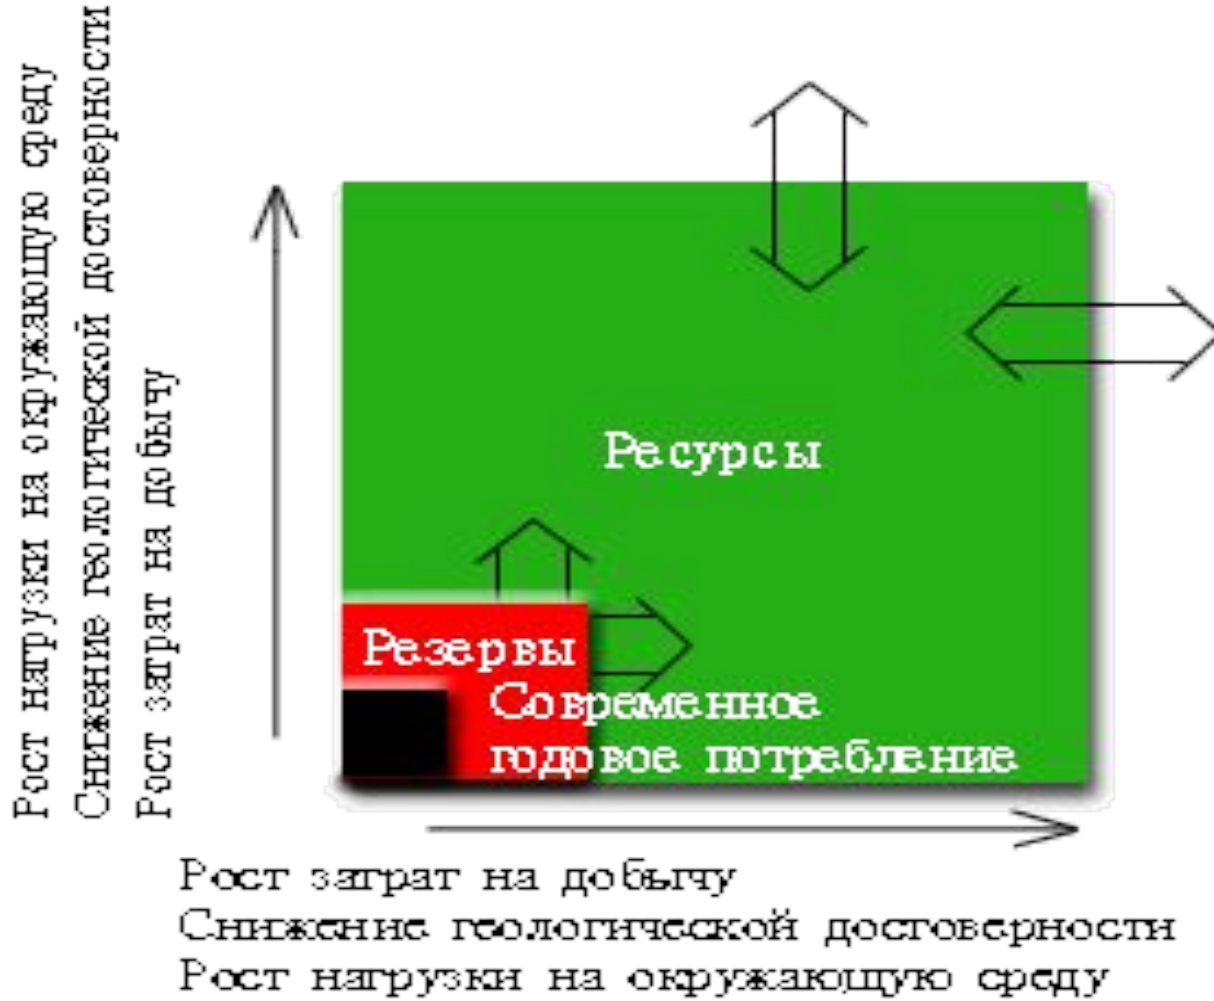 Рост нагрузки на окружающую среду
Снижение геологической достоверности
Рост затрат на добычу
Ресурсы
Резервы
Современное
годовое потребление
Рост затрат на добычу
Снижение геологической достоверности
Рост нагрузки на окружающую среду